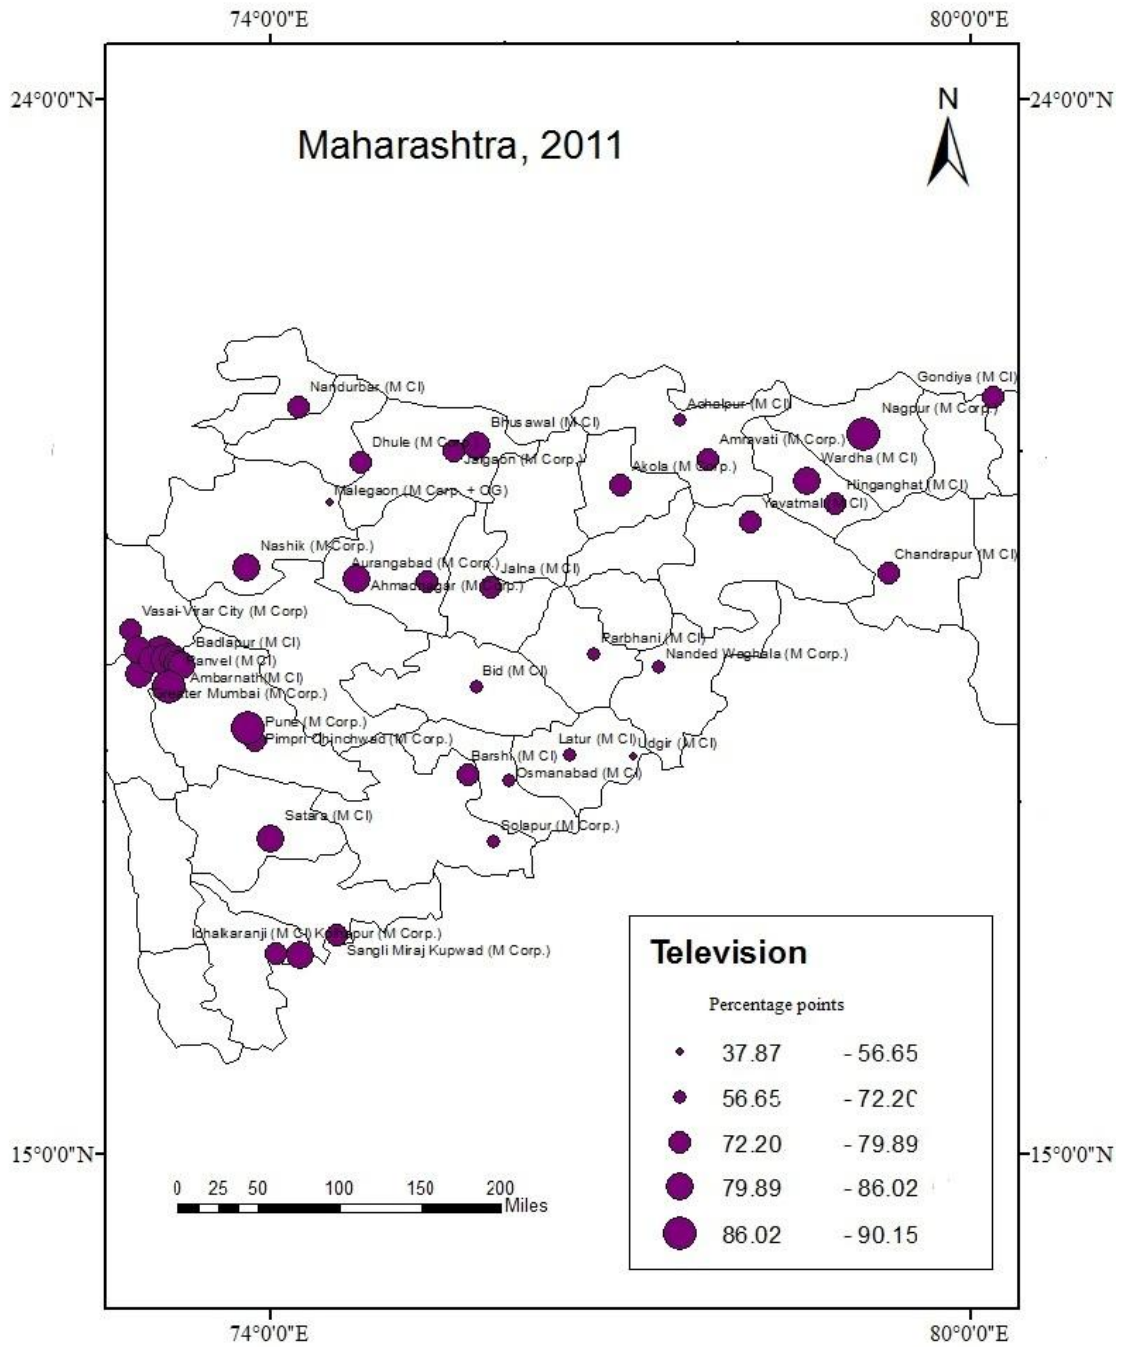 74°0'0"E 80°0'0"E
24°0'0"N 24°0'0"N
N
Maharashtra, 2011
Gondiya (M Cl)
Nandurbar (M Cl)
Acholpur (M Cl)
Nagpur (M Corp.)
Bhusawal (M Cl)
Dhule (M Corp.)
Amravati (M Corp.)
Jalgaon (M Corp.)
Wardha (M Cl)
Akola (M Corp.)
Malegaon (M Corp. + OG)
Hinganghat (M Cl)
Yavatmal (M Cl)
Nashik (M Corp.)
Chandrapur (M Cl)
Aurangabad (M Corp.)
Jalna (M Cl)
Ahmadnagar (M Corp.)
Vasai-Virar City (M Corp)
Badlapur (M Cl)
Parbhani (M Cl)
Panvel (M Cl)
Nanded Waghala (M Corp.)
Bid (M Cl)
Ambarnath (M Cl)
Greater Mumbai (M Corp.)
Pune (M Corp.)
Pimpri Chinchwad (M Corp.)
Latur (M Cl)
Udgir (M Cl)
Barshi (M Cl)
Osmanabad (M Cl)
Satara (M Cl)
Solapur (M Corp.)
Ichalkaranji (M Cl) Kolhapur (M Corp.)
Sangli Miraj Kupwad (M Corp.)
Television
Percentage points
37.87 - 56.65
56.65 - 72.20
72.20 - 79.89
79.89 - 86.02
86.02 - 90.15
15°0'0"N 15°0'0"N
0 25 50 100 150 200
Miles
74°0'0"E 80°0'0"E